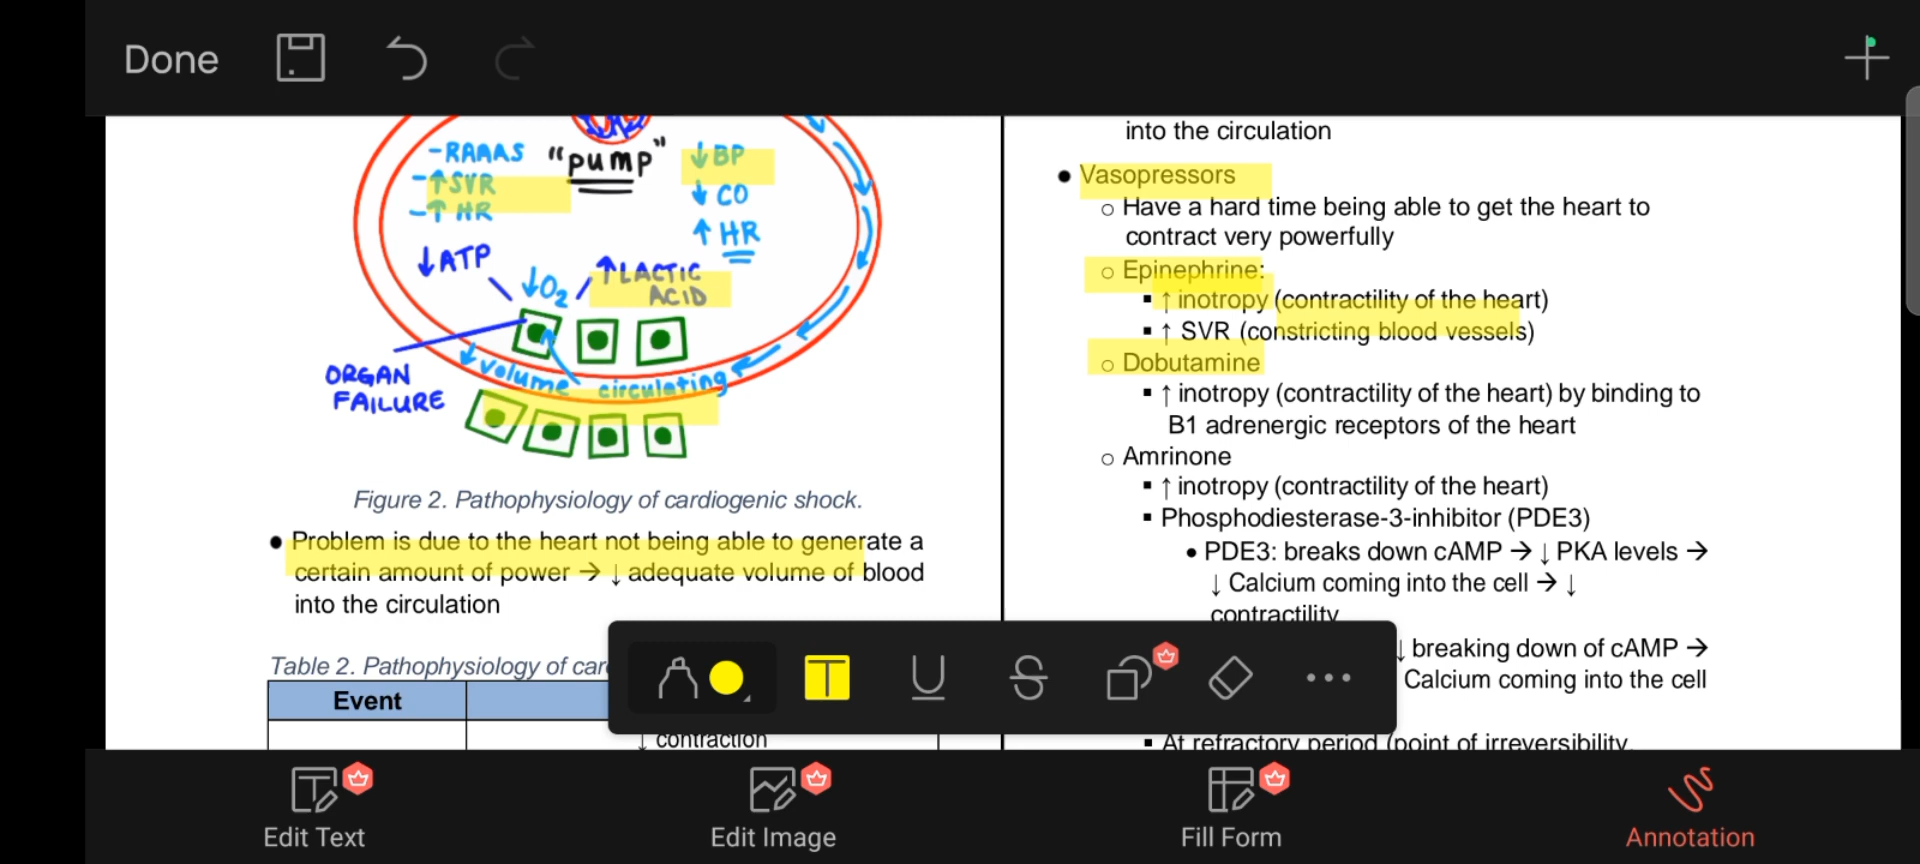 Done
-RAAAS
-↑SVR
-↑ HR
"pump"
↓BP
↓ CO
↑ HR
↓ATP
↓O2
↑LACTIC
ACID
ORGAN
FAILURE
↓volume circulating
Figure 2. Pathophysiology of cardiogenic shock.
● Problem is due to the heart not being able to generate a
certain amount of power → ↓ adequate volume of blood
into the circulation
Table 2. Pathophysiology of car
Event
↓ contraction
into the circulation
● Vasopressors
○ Have a hard time being able to get the heart to
contract very powerfully
○ Epinephrine:
▪ ↑ inotropy (contractility of the heart)
▪ ↑ SVR (constricting blood vessels)
○ Dobutamine
▪ ↑ inotropy (contractility of the heart) by binding to
B1 adrenergic receptors of the heart
○ Amrinone
▪ ↑ inotropy (contractility of the heart)
▪ Phosphodiesterase-3-inhibitor (PDE3)
● PDE3: breaks down cAMP → ↓ PKA levels →
↓ Calcium coming into the cell → ↓
contractility
↓ breaking down of cAMP →
Calcium coming into the cell
▪ At refractory period (point of irreversibility,
T
U
S
Edit Text
Edit Image
Fill Form
Annotation